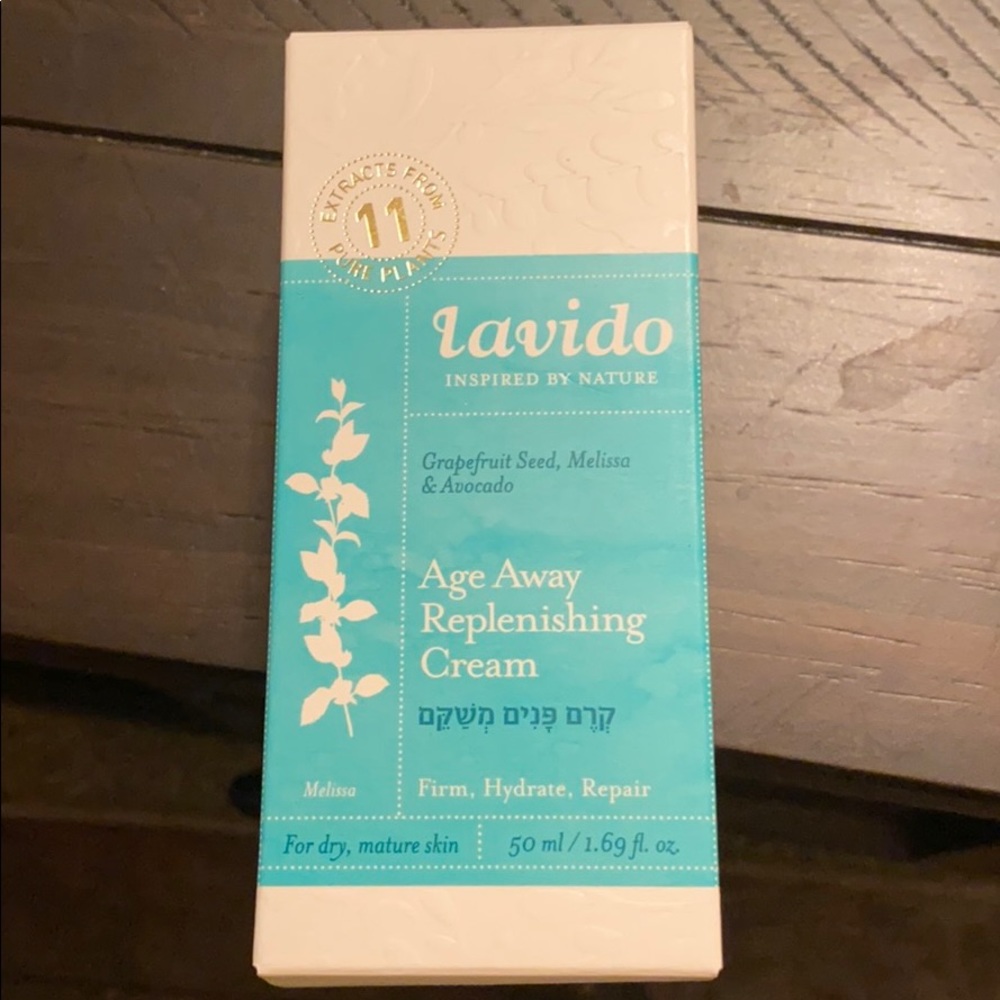 EXTRACTS FROM
11
PURE PLANTS
lavido
INSPIRED BY NATURE
Grapefruit Seed, Melissa
& Avocado
Age Away
Replenishing
Cream
קְרֶם פָּנִים מְשַׁקֵּם
Melissa
Firm, Hydrate, Repair
For dry, mature skin
50 ml / 1.69 fl. oz.